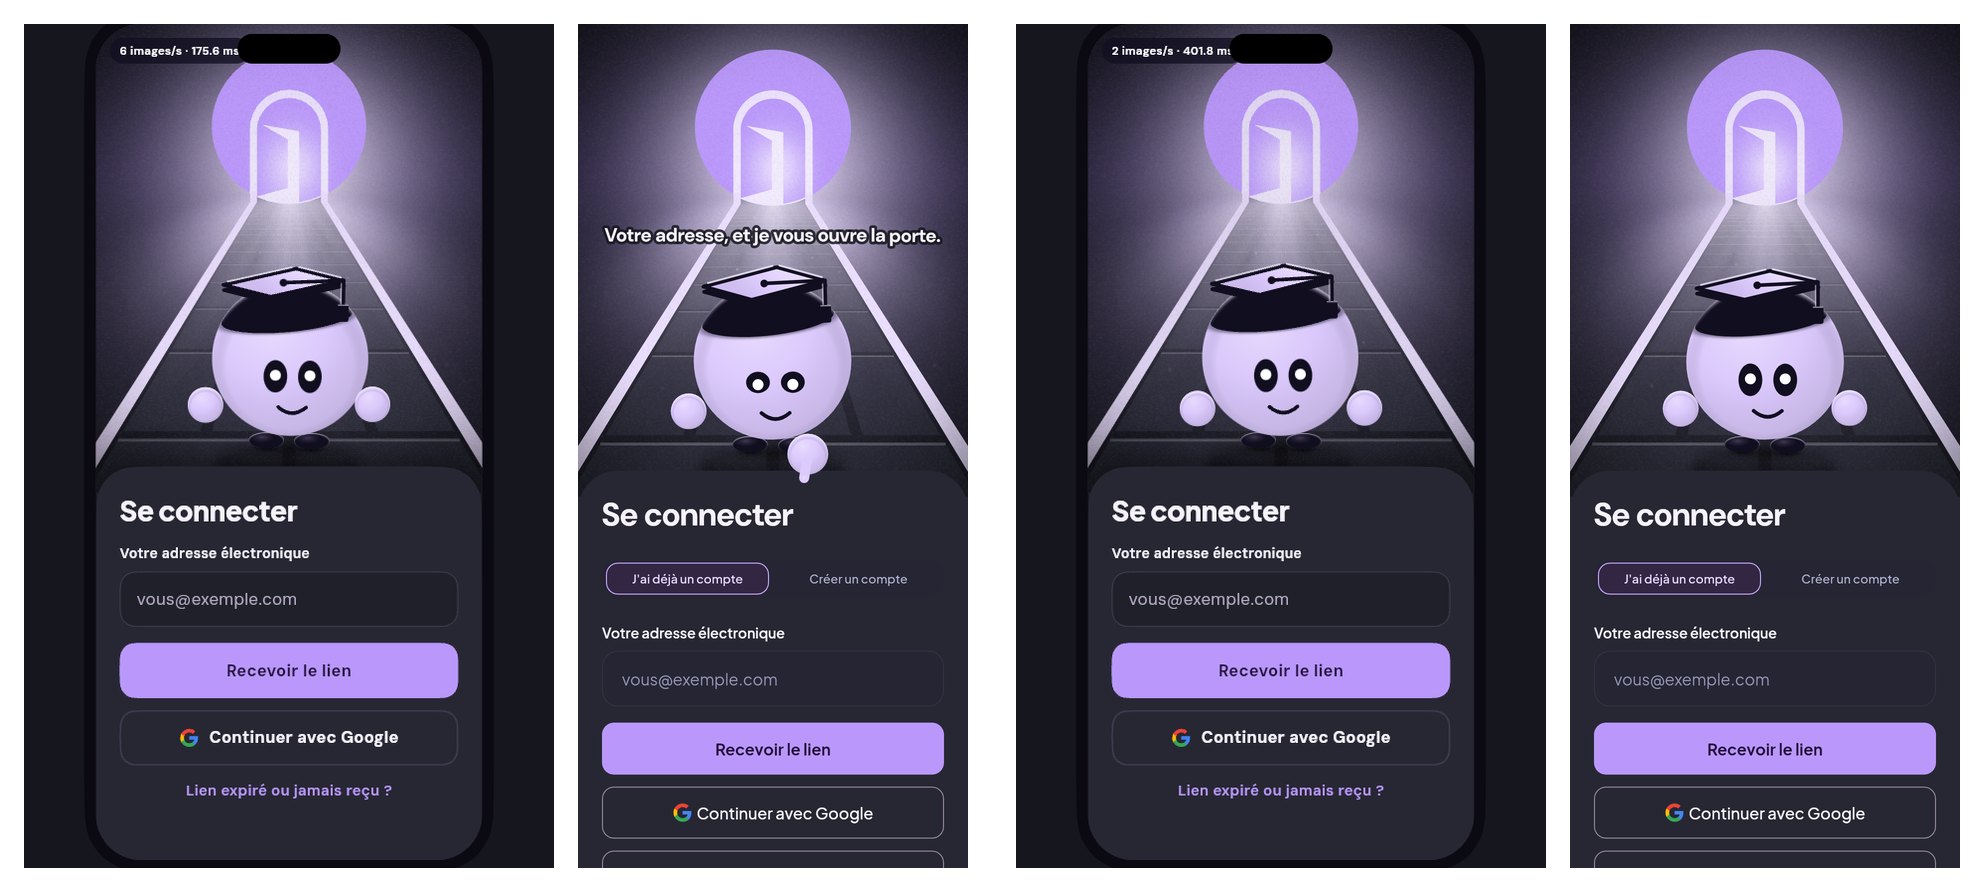 6 images/s · 175.6 ms
Se connecter
Votre adresse électronique
vous@exemple.com
Recevoir le lien
Continuer avec Google
Lien expiré ou jamais reçu ?
Votre adresse, et je vous ouvre la porte.
Se connecter
J'ai déjà un compte
Créer un compte
Votre adresse électronique
vous@exemple.com
Recevoir le lien
Continuer avec Google
2 images/s · 401.8 ms
Se connecter
Votre adresse électronique
vous@exemple.com
Recevoir le lien
Continuer avec Google
Lien expiré ou jamais reçu ?
Se connecter
J'ai déjà un compte
Créer un compte
Votre adresse électronique
vous@exemple.com
Recevoir le lien
Continuer avec Google